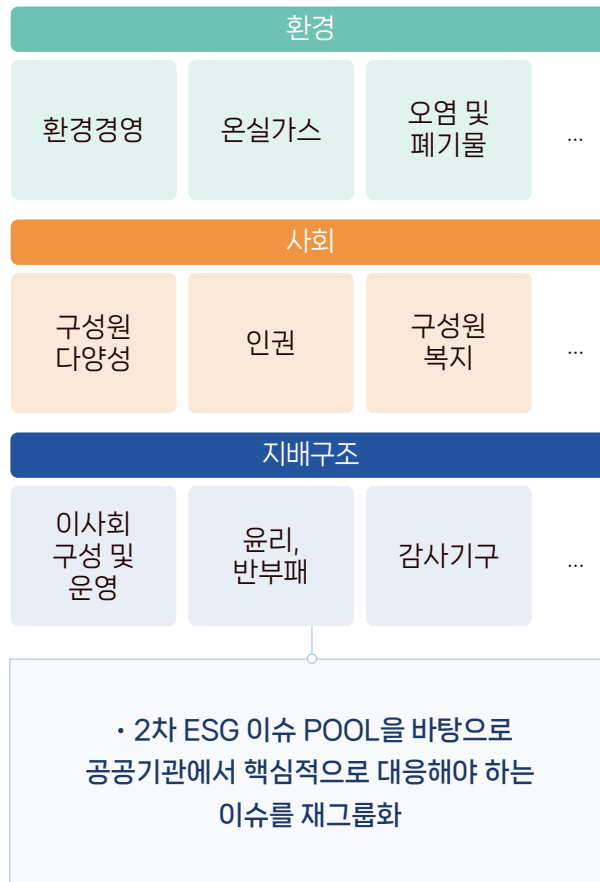 환경
환경경영
온실가스
오염 및
폐기물
...
사회
구성원
다양성
인권
구성원
복지
...
지배구조
이사회
구성 및
운영
윤리,
반부패
감사기구
...
· 2차 ESG 이슈 POOL을 바탕으로
공공기관에서 핵심적으로 대응해야 하는
이슈를 재그룹화